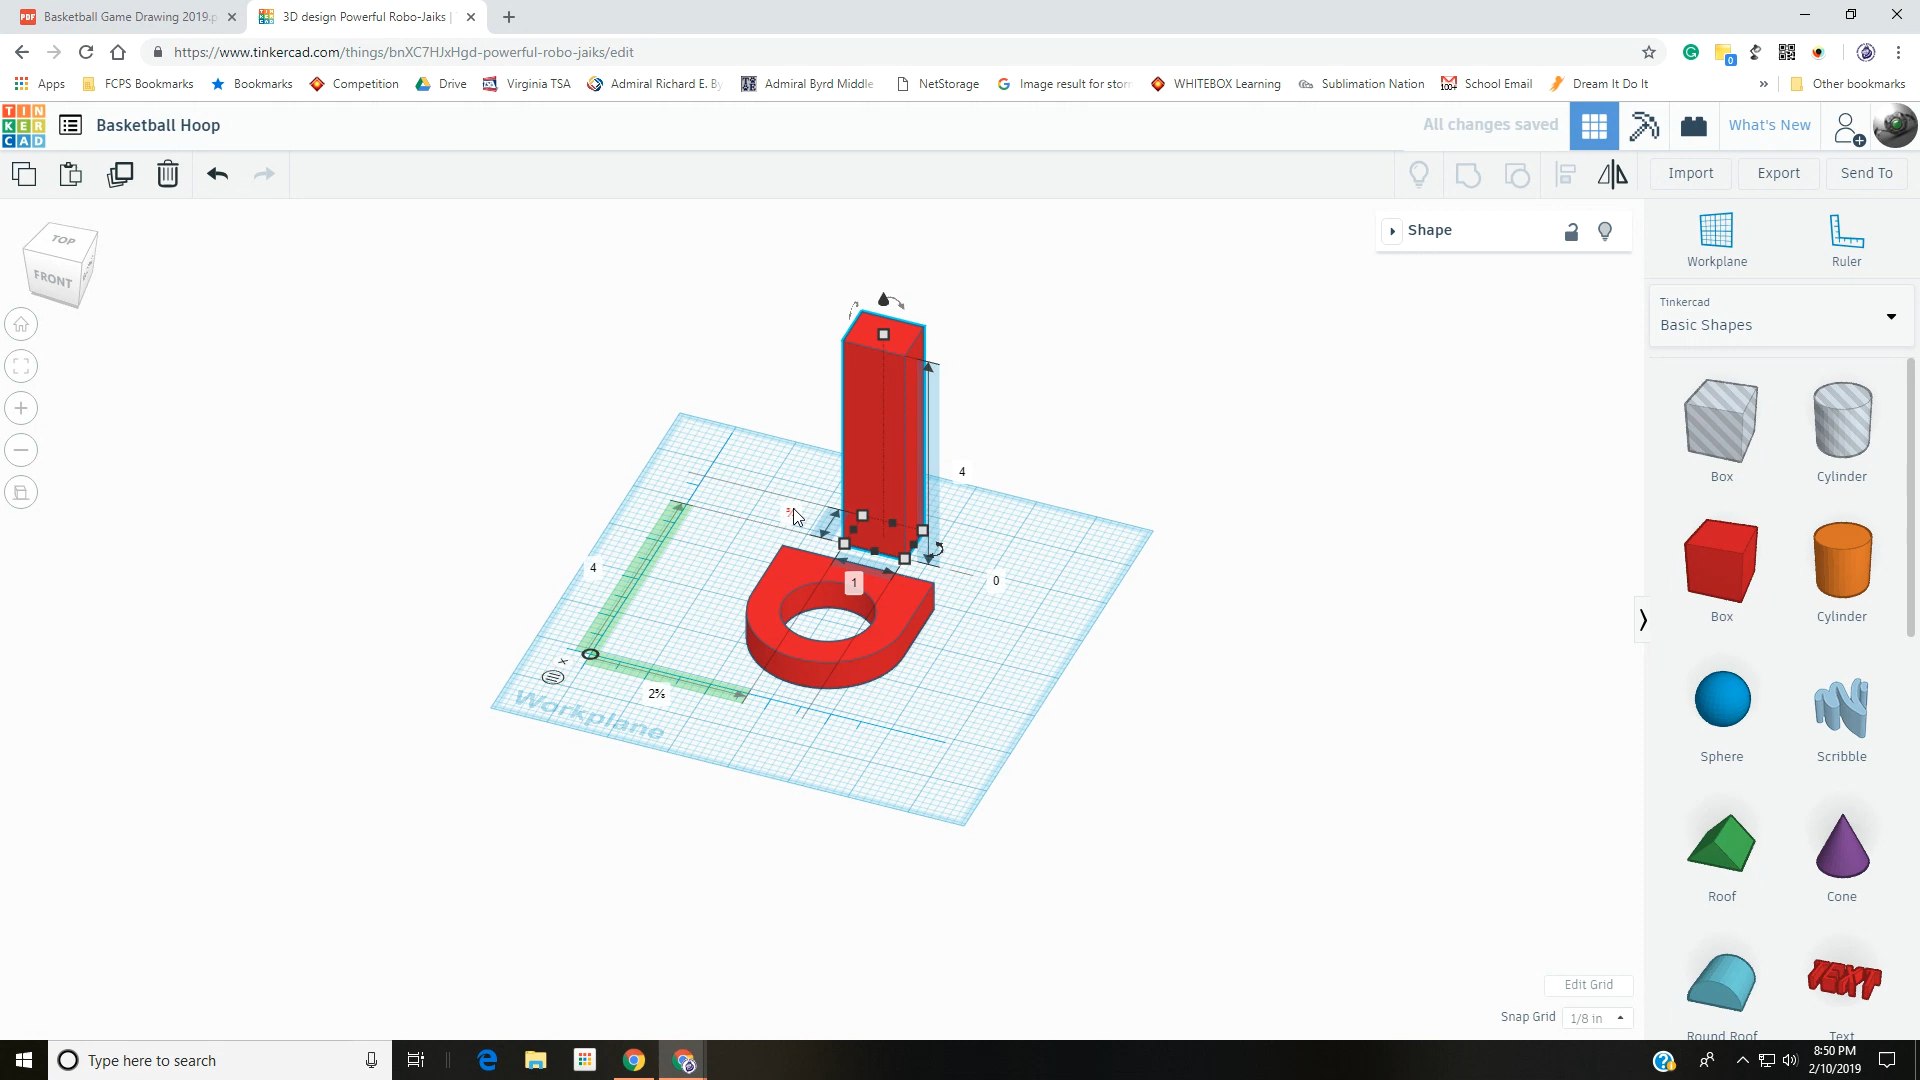 Basketball Game Drawing 2019.p
3D design Powerful Robo-Jaiks |
https://www.tinkercad.com/things/bnXC7HJxHgd-powerful-robo-jaiks/edit
0
Apps
FCPS Bookmarks
Bookmarks
Competition
Drive
Virginia TSA
Admiral Richard E. By
Admiral Byrd Middle
NetStorage
Image result for stor
WHITEBOX Learning
Sublimation Nation
School Email
Dream It Do It
»
Other bookmarks
TIN
KER
CAD
Basketball Hoop
All changes saved
What's New
Import
Export
Send To
TOP
FRONT
Shape
Workplane
Ruler
Tinkercad
Basic Shapes
Box
Cylinder
Box
Cylinder
Sphere
Scribble
Roof
Cone
TEXT
Round Roof
Text
4
4
1
0
2⅝
Workplane
Edit Grid
Snap Grid
1/8 in
Type here to search
8:50 PM
2/10/2019